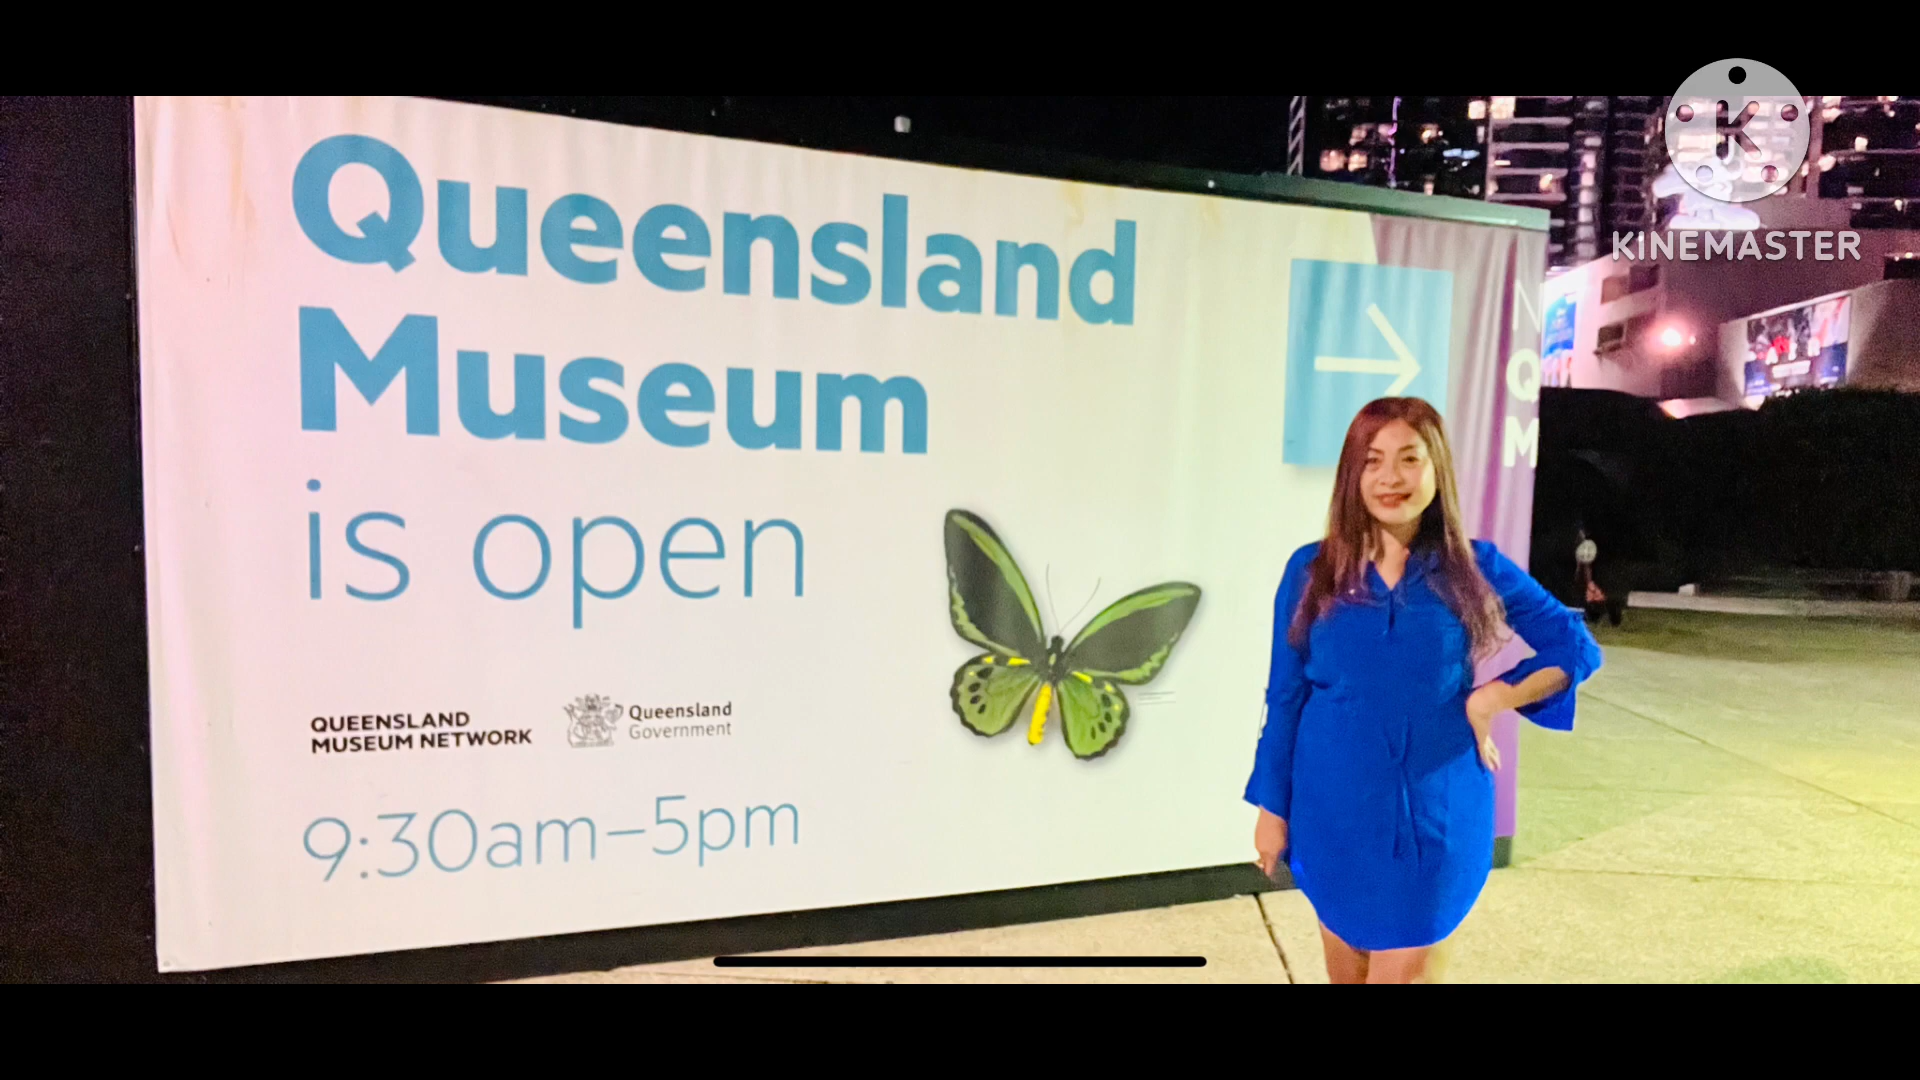 Queensland
Museum
is open
QUEENSLAND
MUSEUM NETWORK
Queensland
Government
9:30am–5pm
N
Q
M
KINEMASTER